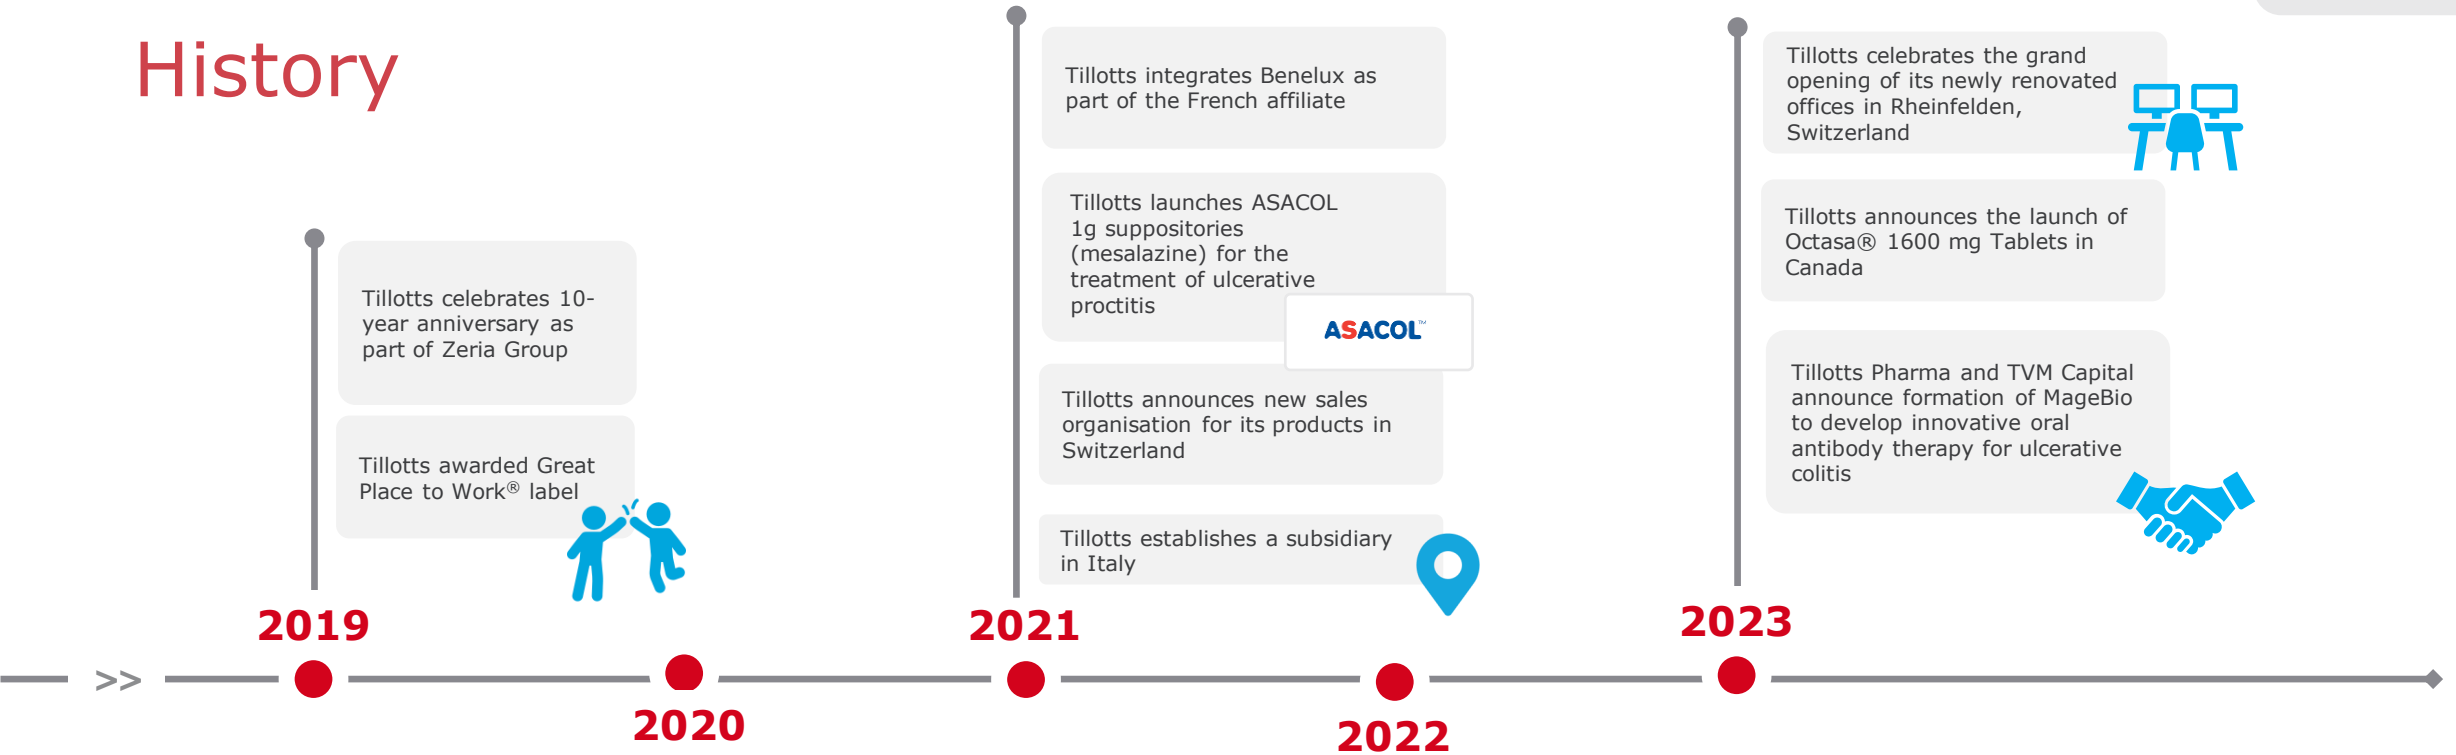 History
Tillotts celebrates 10-
year anniversary as
part of Zeria Group
Tillotts awarded Great
Place to Work® label
2019
>>
2020
Tillotts integrates Benelux as
part of the French affiliate
Tillotts launches ASACOL
1g suppositories
(mesalazine) for the
treatment of ulcerative
proctitis
ASACOL™
Tillotts announces new sales
organisation for its products in
Switzerland
Tillotts establishes a subsidiary
in Italy
2021
2022
Tillotts celebrates the grand
opening of its newly renovated
offices in Rheinfelden,
Switzerland
Tillotts announces the launch of
Octasa® 1600 mg Tablets in
Canada
Tillotts Pharma and TVM Capital
announce formation of MageBio
to develop innovative oral
antibody therapy for ulcerative
colitis
2023